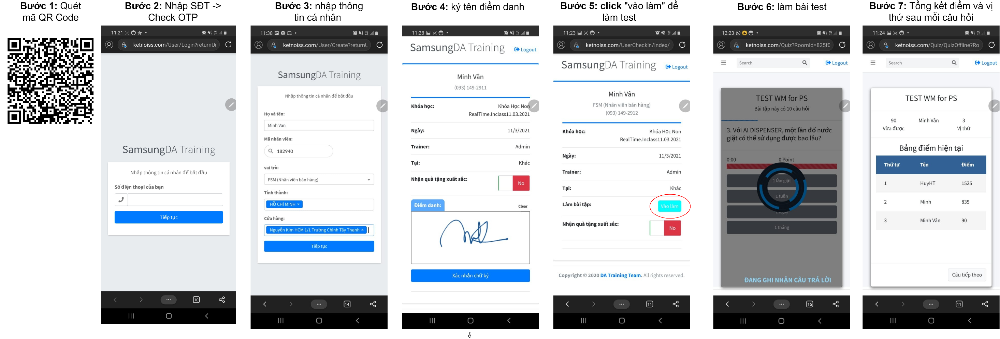 Bước 1: Quét
mã QR Code
Bước 2: Nhập SĐT ->
Check OTP
11:21
ketnoiss.com/User/Login?returnUr
SamsungDA Training
Nhập thông tin cá nhân để bắt đầu
Số điện thoại của bạn
Tiếp tục
10
Bước 3: nhập thông
tin cá nhân
11:38
ketnoiss.com/User/Create?returnL
SamsungDA Training
Nhập thông tin cá nhân để bắt đầu
Họ và tên:
Minh Van
Mã nhân viên:
182940
vai trò:
FSM (Nhân viên bán hàng)
Tỉnh thành:
HỒ CHÍ MINH ×
Cửa hàng:
Nguyễn Kim HCM 1/1 Trường Chinh Tây Thạnh ×
Tiếp tục
14
Bước 4: ký tên điểm danh
11:28
SamsungDA Training Logout
Minh Vân
(093) 149-2911
Khóa học: Khóa Học Non
RealTime.Inclass11.03.2021
Ngày: 11/3/2021
Trainer: Admin
Tại: Khác
Nhận quà tặng xuất sắc: No
Điểm danh: Clear
Xác nhận chữ ký
ể
Bước 5: click "vào làm" để
làm test
11:23
ketnoiss.com/UserCheckin/Index/
SamsungDA Training Logout
Minh Vân
FSM (Nhân viên bán hàng)
(093) 149-2912
Khóa học: Khóa Học Non
RealTime.Inclass11.03.2021
Ngày: 11/3/2021
Trainer: Admin
Tại: Khác
Làm bài tập: Vào làm
Nhận quà tặng xuất sắc: No
Copyright © 2020 DA Training Team. All rights reserved.
11
Bước 6: làm bài test
12:23
ketnoiss.com/Quiz?RoomId=825f0
Search Logout
TEST WM for PS
Bài tập này có 10 câu hỏi
3. Với AI DISPENSER, một lần đổ nước
giặt có thể sử dụng được bao lâu?
0:00 0 Point
1 lần giặt
1 tuần
1 ngày
1 tháng
ĐANG GHI NHẬN CÂU TRẢ LỜI
15
Bước 7: Tổng kết điểm và vị
thứ sau mỗi câu hỏi
11:24
ketnoiss.com/Quiz/QuizOffline?Ro
Search Logout
TEST WM for PS
90 Minh Vân 3
Vừa được Vị thứ
Bảng điểm hiện tại
Thứ tự Tên Điểm
1 HuyHT 1525
2 Minh 835
3 Minh Vân 90
Câu tiếp theo
11